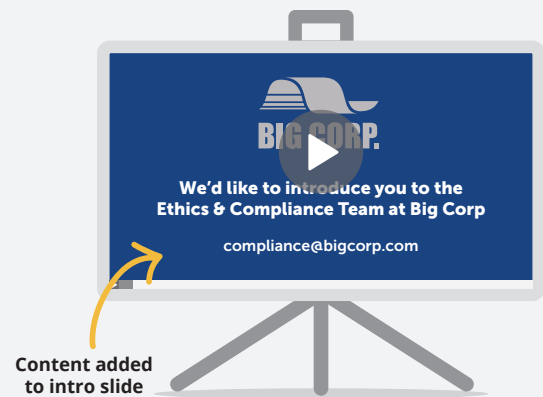 BIG CORP.
We’d like to introduce you to the
Ethics & Compliance Team at Big Corp
compliance@bigcorp.com
Content added
to intro slide